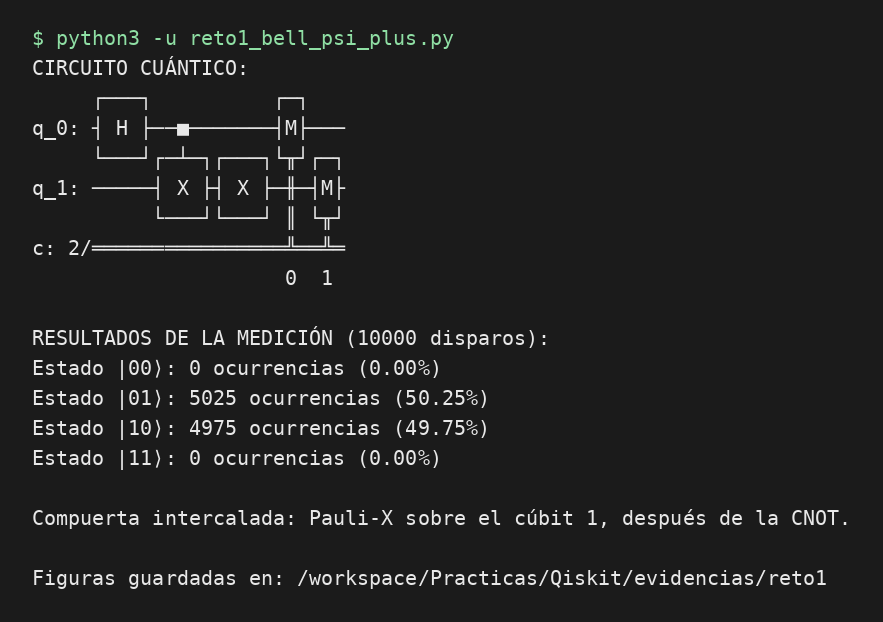 $ python3 -u reto1_bell_psi_plus.py
CIRCUITO CUÁNTICO:
     ┌───┐          ┌─┐
q_0: ┤ H ├──■───────┤M├───
     └───┘┌─┴─┐┌───┐└╥┘┌─┐
q_1: ─────┤ X ├┤ X ├─╫─┤M├
          └───┘└───┘ ║ └╥┘
c: 2/════════════════╩══╩═
                     0  1
RESULTADOS DE LA MEDICIÓN (10000 disparos):
Estado |00⟩: 0 ocurrencias (0.00%)
Estado |01⟩: 5025 ocurrencias (50.25%)
Estado |10⟩: 4975 ocurrencias (49.75%)
Estado |11⟩: 0 ocurrencias (0.00%)
Compuerta intercalada: Pauli-X sobre el cúbit 1, después de la CNOT.
Figuras guardadas en: /workspace/Practicas/Qiskit/evidencias/reto1